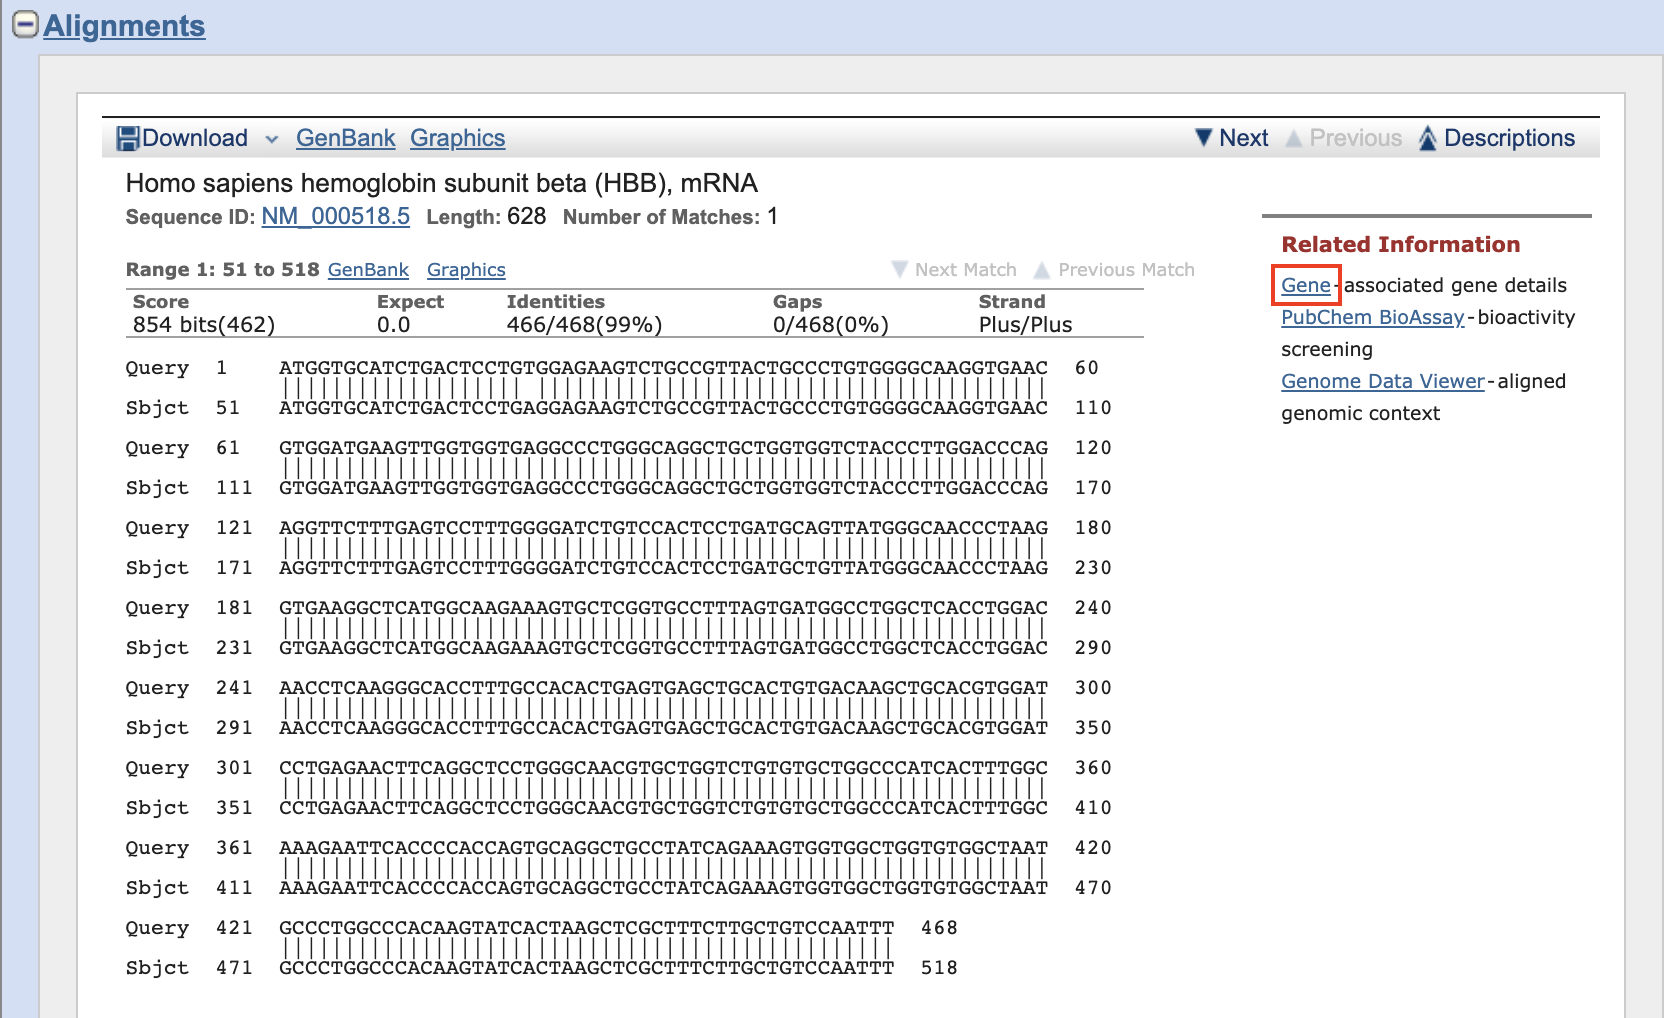 Alignments
Download GenBank Graphics Next Previous Descriptions
Homo sapiens hemoglobin subunit beta (HBB), mRNA
Sequence ID: NM_000518.5 Length: 628 Number of Matches: 1
Range 1: 51 to 518 GenBank Graphics Next Match Previous Match
Score Expect Identities Gaps Strand
854 bits(462) 0.0 466/468(99%) 0/468(0%) Plus/Plus
Query 1 ATGGTGCATCTGACTCCTGTGGAGAAGTCTGCCGTTACTGCCCTGTGGGGCAAGGTGAAC 60
Sbjct 51 ATGGTGCATCTGACTCCTGAGGAGAAGTCTGCCGTTACTGCCCTGTGGGGCAAGGTGAAC 110
Query 61 GTGGATGAAGTTGGTGGTGAGGCCCTGGGCAGGCTGCTGGTGGTCTACCCTTGGACCCAG 120
Sbjct 111 GTGGATGAAGTTGGTGGTGAGGCCCTGGGCAGGCTGCTGGTGGTCTACCCTTGGACCCAG 170
Query 121 AGGTTCTTTGAGTCCTTTGGGGATCTGTCCACTCCTGATGCAGTTATGGGCAACCCTAAG 180
Sbjct 171 AGGTTCTTTGAGTCCTTTGGGGATCTGTCCACTCCTGATGCTGTTATGGGCAACCCTAAG 230
Query 181 GTGAAGGCTCATGGCAAGAAAGTGCTCGGTGCCTTTAGTGATGGCCTGGCTCACCTGGAC 240
Sbjct 231 GTGAAGGCTCATGGCAAGAAAGTGCTCGGTGCCTTTAGTGATGGCCTGGCTCACCTGGAC 290
Query 241 AACCTCAAGGGCACCTTTGCCACACTGAGTGAGCTGCACTGTGACAAGCTGCACGTGGAT 300
Sbjct 291 AACCTCAAGGGCACCTTTGCCACACTGAGTGAGCTGCACTGTGACAAGCTGCACGTGGAT 350
Query 301 CCTGAGAACTTCAGGCTCCTGGGCAACGTGCTGGTCTGTGTGCTGGCCCATCACTTTGGC 360
Sbjct 351 CCTGAGAACTTCAGGCTCCTGGGCAACGTGCTGGTCTGTGTGCTGGCCCATCACTTTGGC 410
Query 361 AAAGAATTCACCCCACCAGTGCAGGCTGCCTATCAGAAAGTGGTGGCTGGTGTGGCTAAT 420
Sbjct 411 AAAGAATTCACCCCACCAGTGCAGGCTGCCTATCAGAAAGTGGTGGCTGGTGTGGCTAAT 470
Query 421 GCCCTGGCCCACAAGTATCACTAAGCTCGCTTTCTTGCTGTCCAATTT 468
Sbjct 471 GCCCTGGCCCACAAGTATCACTAAGCTCGCTTTCTTGCTGTCCAATTT 518
Related Information
Gene-associated gene details
PubChem BioAssay-bioactivity
screening
Genome Data Viewer-aligned
genomic context